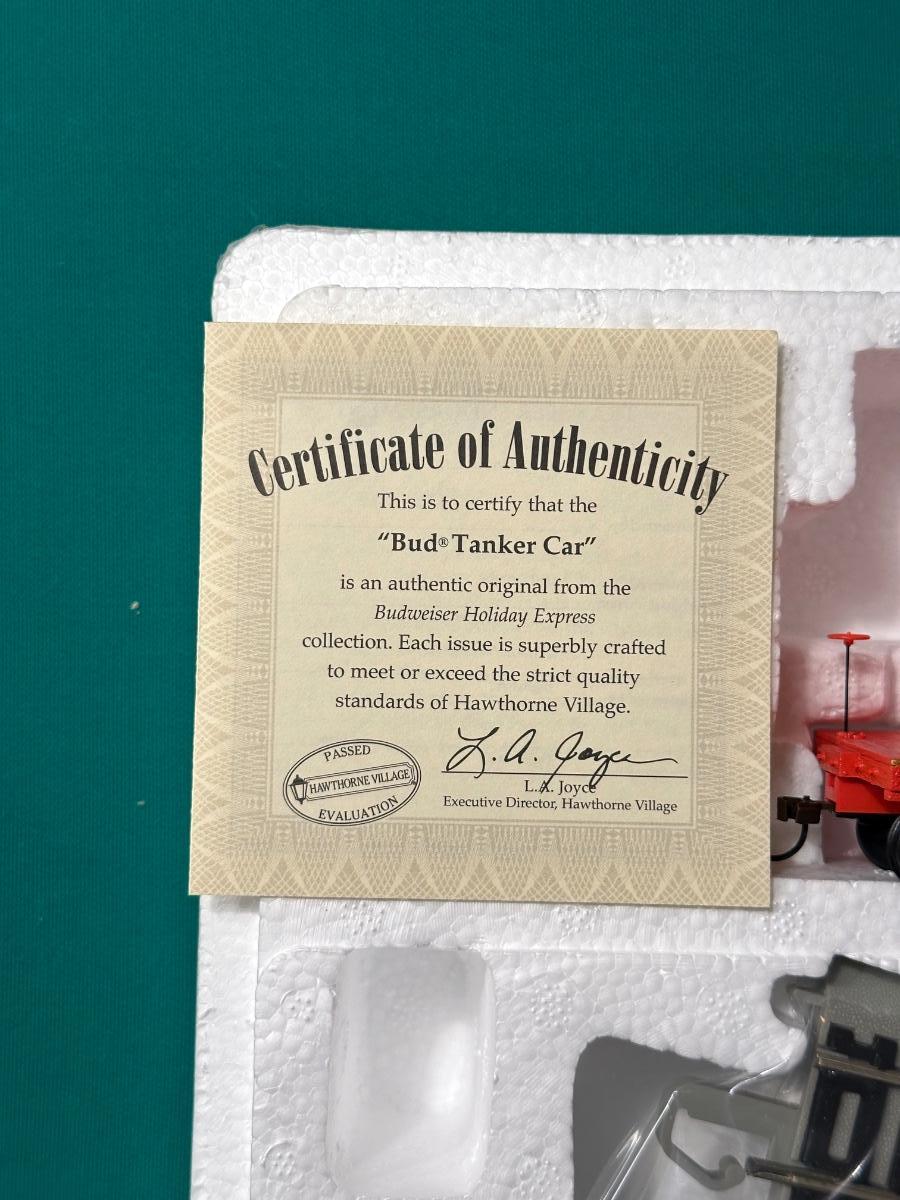 Certificate of Authenticity
This is to certify that the
“Bud® Tanker Car”
is an authentic original from the
Budweiser Holiday Express
collection. Each issue is superbly crafted
to meet or exceed the strict quality
standards of Hawthorne Village.
PASSED
HAWTHORNE VILLAGE
EVALUATION
L. A. Joyce
L.A. Joyce
Executive Director, Hawthorne Village